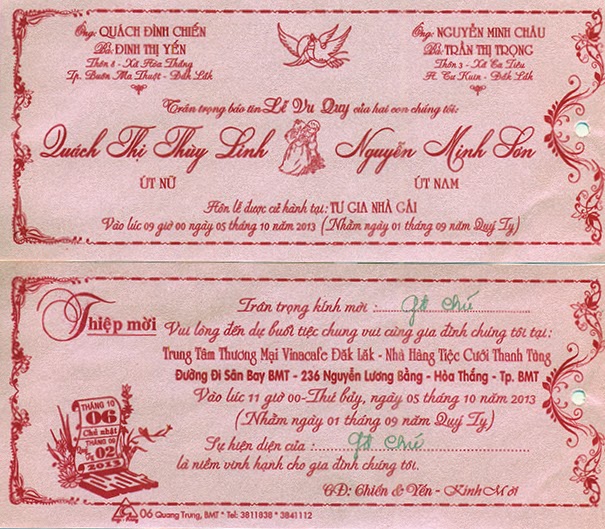 Ông: QUÁCH ĐÌNH CHIẾN
Bà: ĐINH THỊ YẾN
Thôn 8 - Xã Hòa Thắng
Tp. Buôn Ma Thuột - Đắk Lắk
Ông: NGUYỄN MINH CHÂU
Bà: TRẦN THỊ TRỌNG
Thôn 3 - Xã Ea Tiêu
H. Cư Kuin - Đắk Lắk
Trân trọng báo tin Lễ Vu Quy của hai con chúng tôi:
Quách Thị Thùy Linh
Nguyễn Minh Sơn
ÚT NỮ
ÚT NAM
Hôn lễ được cử hành tại: TƯ GIA NHÀ GÁI
Vào lúc 09 giờ 00 ngày 05 tháng 10 năm 2013 (Nhằm ngày 01 tháng 09 năm Quý Tỵ)
Thiệp mời
Trân trọng kính mời :
Vui lòng đến dự buổi tiệc chung vui cùng gia đình chúng tôi tại:
Trung Tâm Thương Mại Vinacafe Đăk Lăk - Nhà Hàng Tiệc Cưới Thanh Tùng
Đường Đi Sân Bay BMT - 236 Nguyễn Lương Bằng - Hòa Thắng - Tp. BMT
Vào lúc 11 giờ 00-Thứ bảy, ngày 05 tháng 10 năm 2013
(Nhằm ngày 01 tháng 09 năm Quý Tỵ)
Sự hiện diện của :
là niềm vinh hạnh cho gia đình chúng tôi.
CĐ: Chiến & Yến - Kính Mời
THÁNG 10
06
Chủ nhật
THÁNG 09
02
2013
06 Quang Trung, BMT * Tel: 3811838 * 3841112